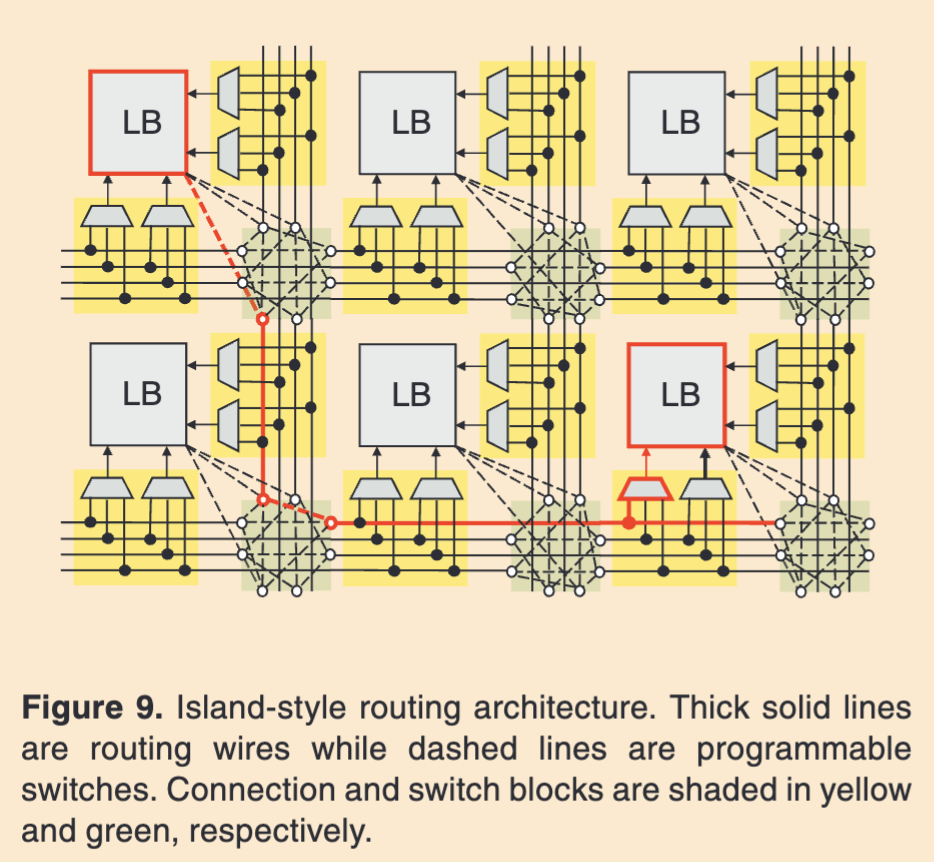 LB LB LB
LB LB LB
Figure 9. Island-style routing architecture. Thick solid lines
are routing wires while dashed lines are programmable
switches. Connection and switch blocks are shaded in yellow
and green, respectively.